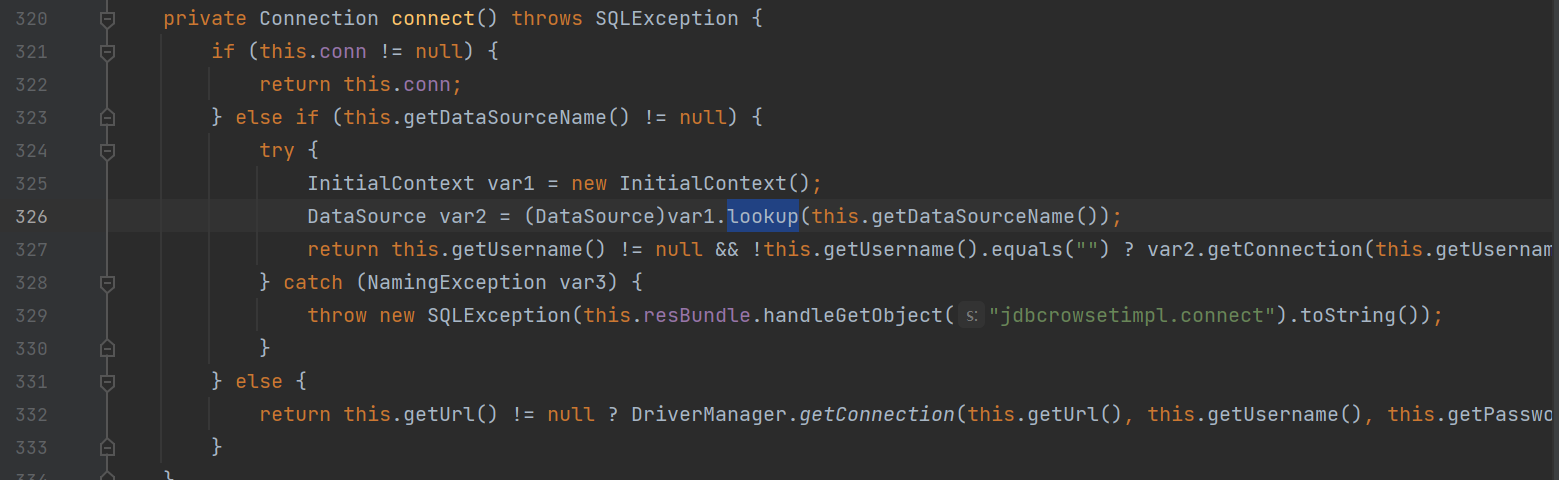 320 private Connection connect() throws SQLException {
321 if (this.conn != null) {
322 return this.conn;
323 } else if (this.getDataSourceName() != null) {
324 try {
325 InitialContext var1 = new InitialContext();
326 DataSource var2 = (DataSource)var1.lookup(this.getDataSourceName());
327 return this.getUsername() != null && !this.getUsername().equals("") ? var2.getConnection(this.getUsernam
328 } catch (NamingException var3) {
329 throw new SQLException(this.resBundle.handleGetObject( s: "jdbcrowsetimpl.connect").toString());
330 }
331 } else {
332 return this.getUrl() != null ? DriverManager.getConnection(this.getUrl(), this.getUsername(), this.getPasswo
333 }
334 }